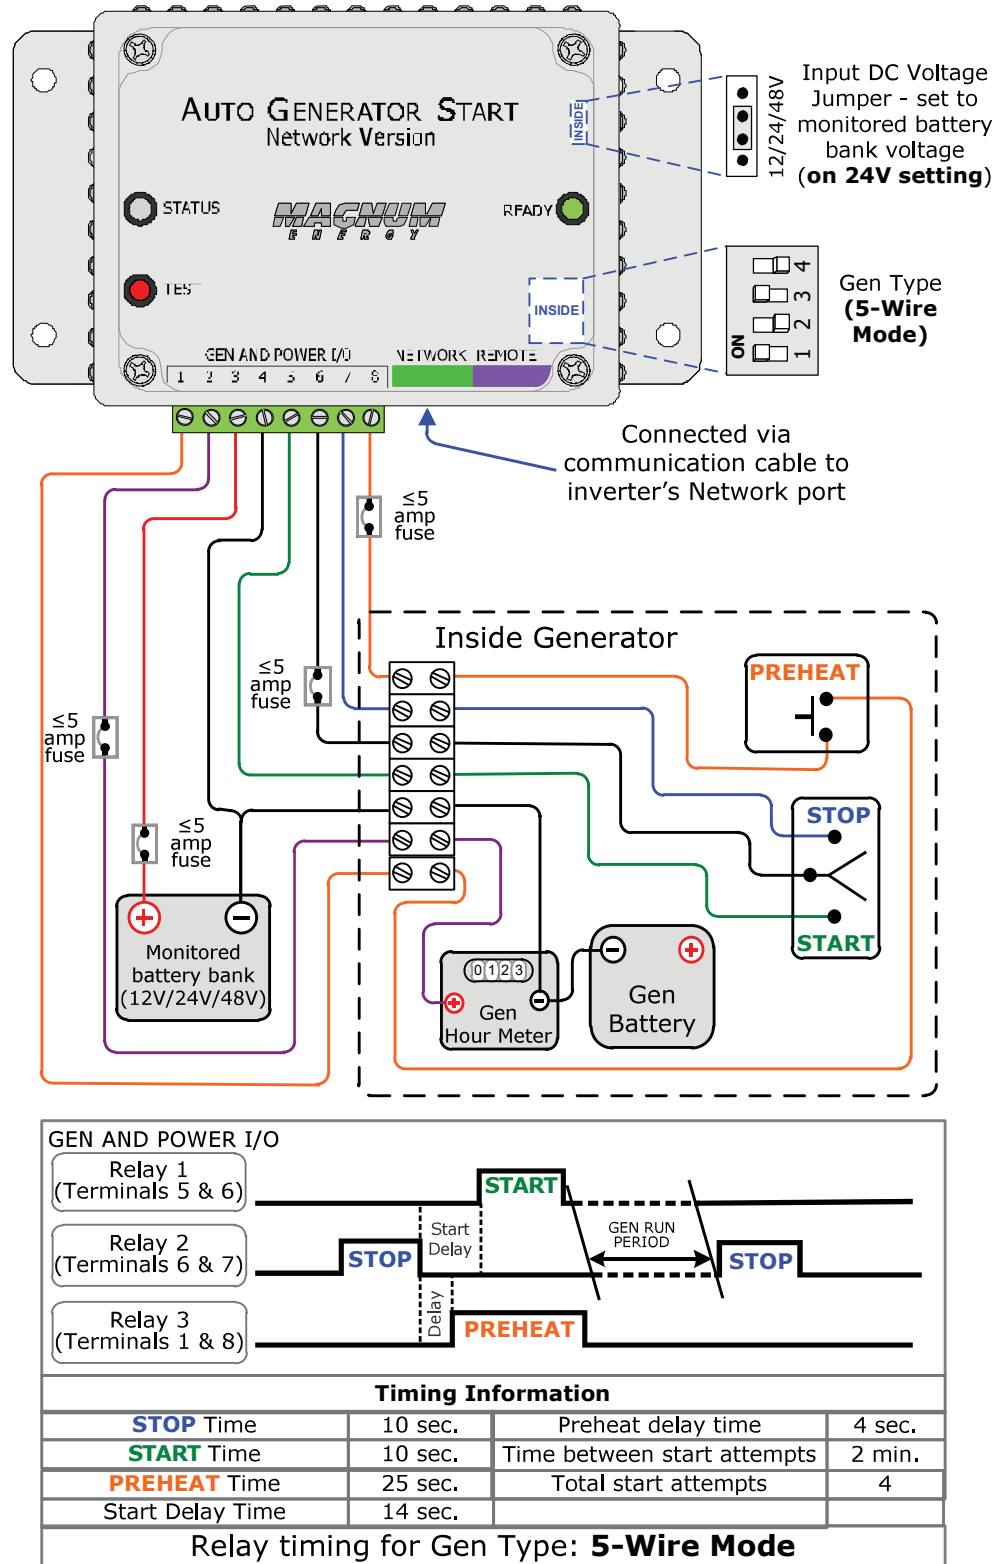 AUTO GENERATOR START
Network Version
STATUS
MAGNUM
ENERGY
READY
TES
INSIDE
INSIDE
GEN AND POWER I/O
NETWORK REMOTE
1 2 3 4 5 6 7 8
12/24/48V
Input DC Voltage
Jumper - set to
monitored battery
bank voltage
(on 24V setting)
4
3
2
1
ON
Gen Type
(5-Wire
Mode)
Connected via
communication cable to
inverter's Network port
≤5
amp
fuse
≤5
amp
fuse
≤5
amp
fuse
≤5
amp
fuse
Inside Generator
PREHEAT
STOP
START
+
−
Monitored
battery bank
(12V/24V/48V)
0123
+
−
Gen
Hour Meter
−
+
Gen
Battery
GEN AND POWER I/O
Relay 1
(Terminals 5 & 6)
START
Relay 2
(Terminals 6 & 7)
STOP
Start
Delay
GEN RUN
PERIOD
STOP
Relay 3
(Terminals 1 & 8)
Delay
PREHEAT
Timing Information
STOP Time 10 sec. Preheat delay time 4 sec.
START Time 10 sec. Time between start attempts 2 min.
PREHEAT Time 25 sec. Total start attempts 4
Start Delay Time 14 sec.
Relay timing for Gen Type: 5-Wire Mode